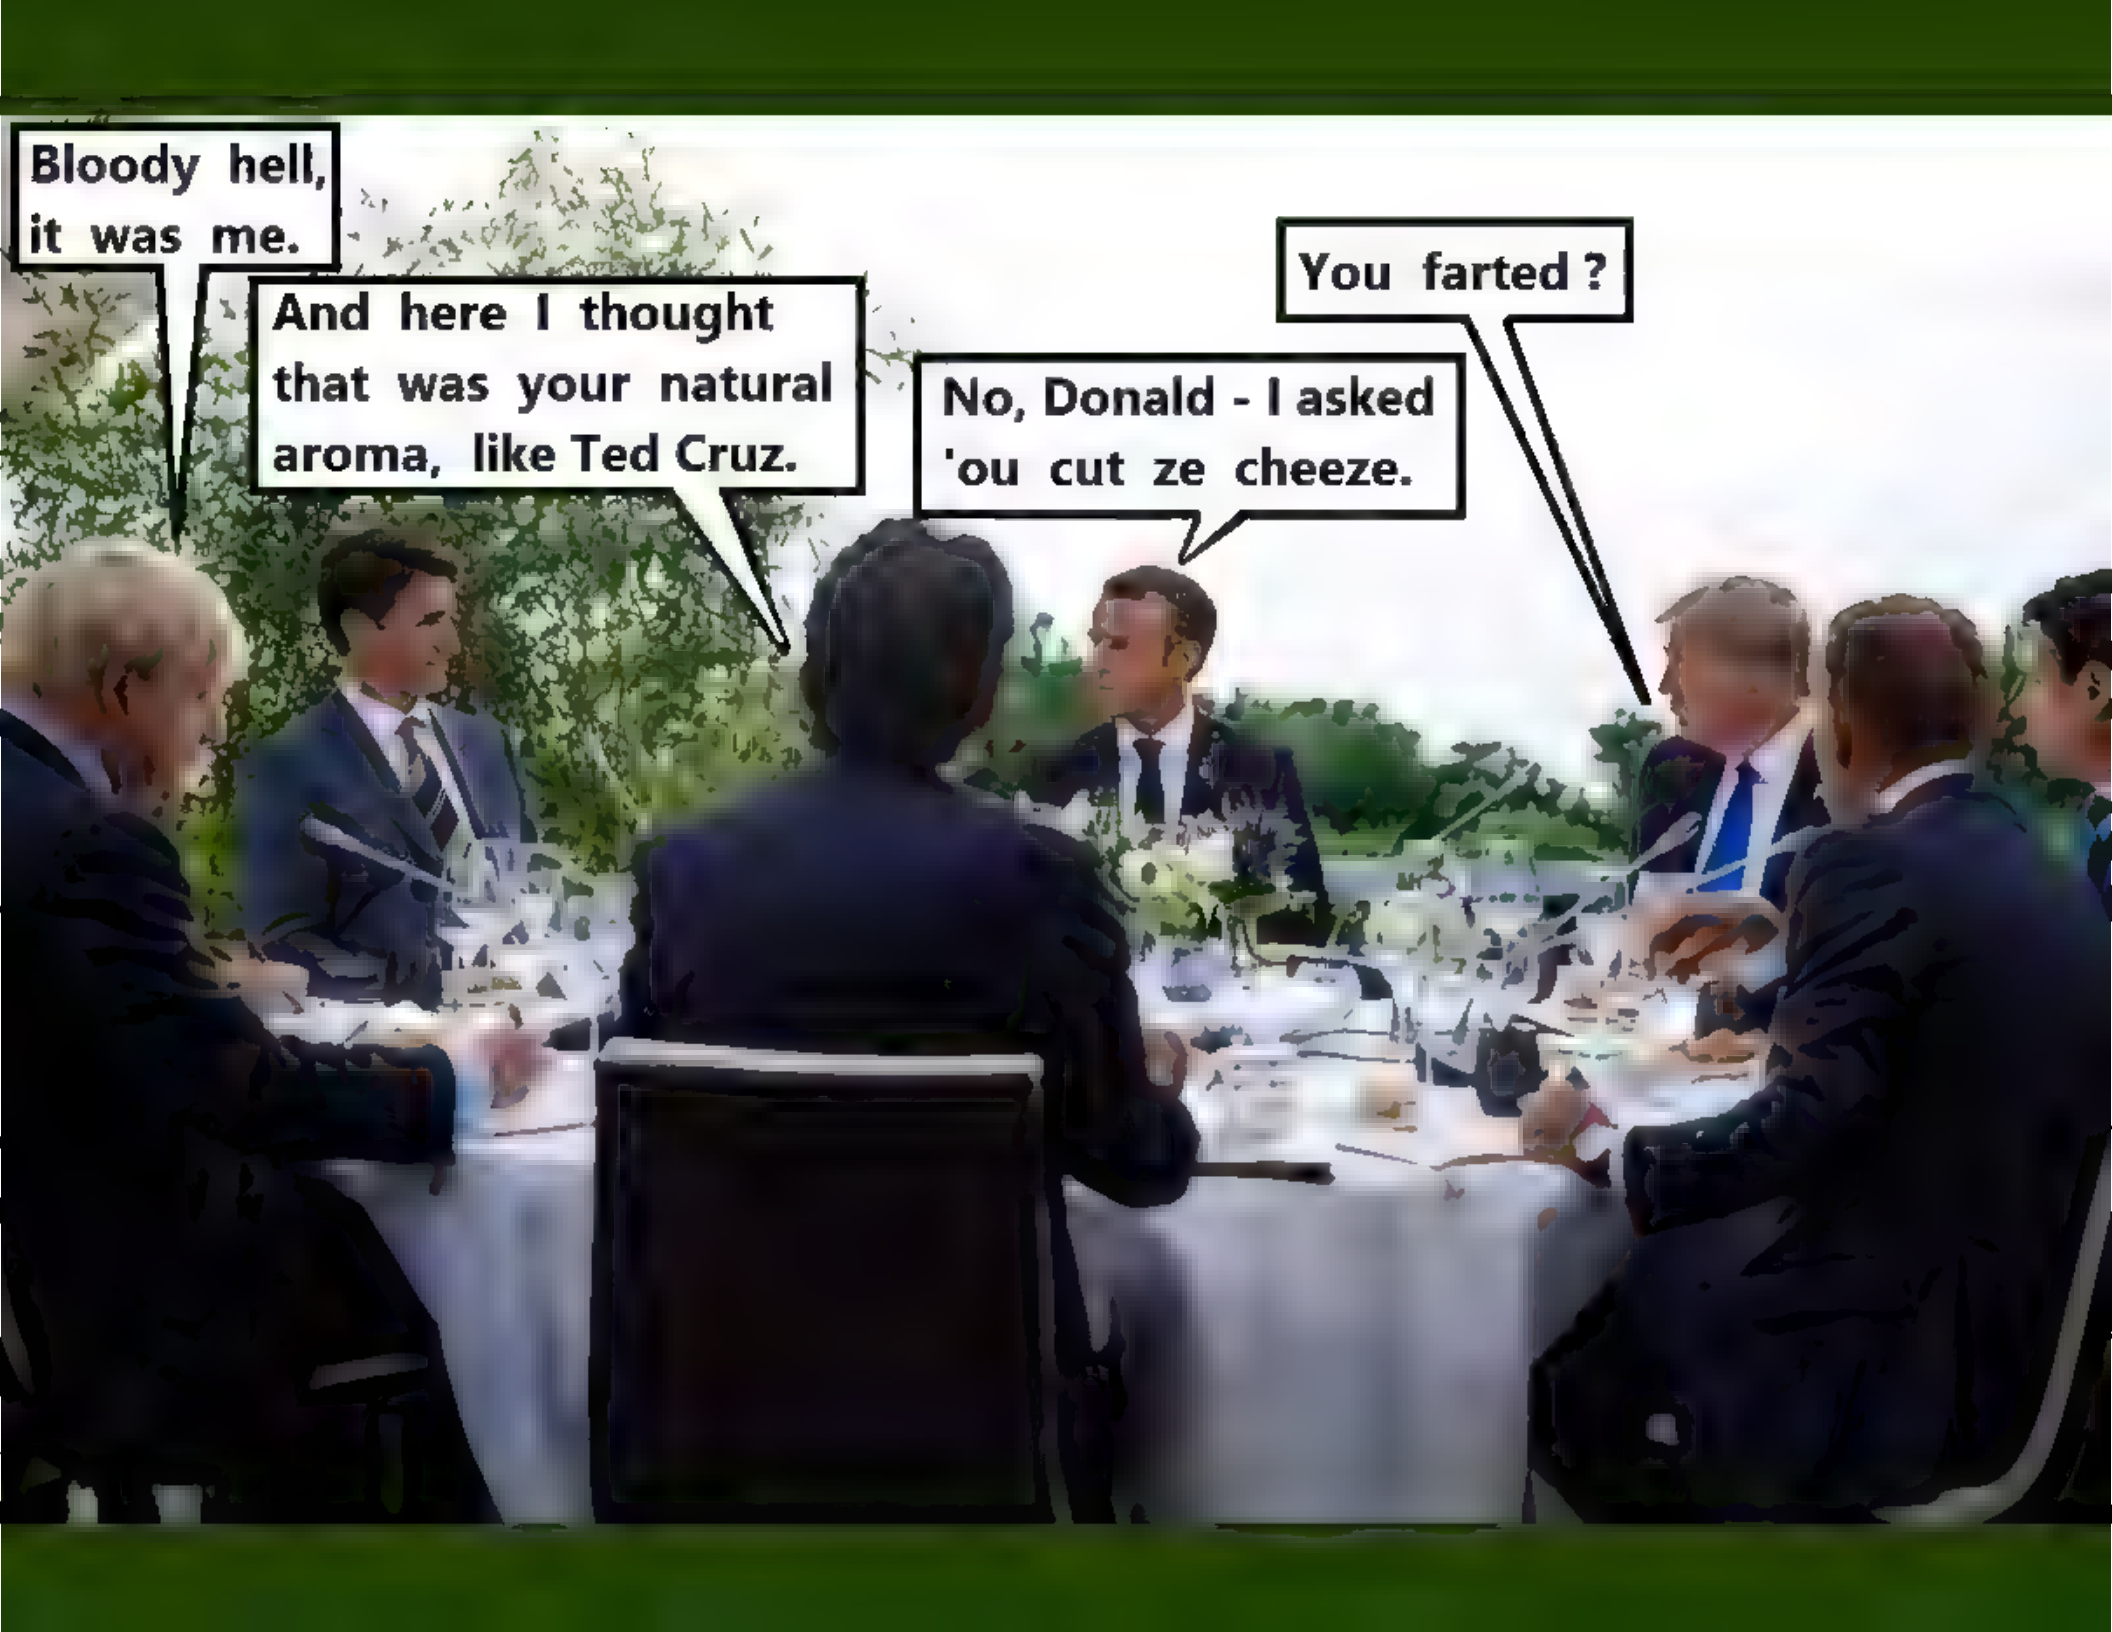 Bloody hell,
it was me.
And here I thought
that was your natural
aroma, like Ted Cruz.
No, Donald - I asked
'ou cut ze cheeze.
You farted ?